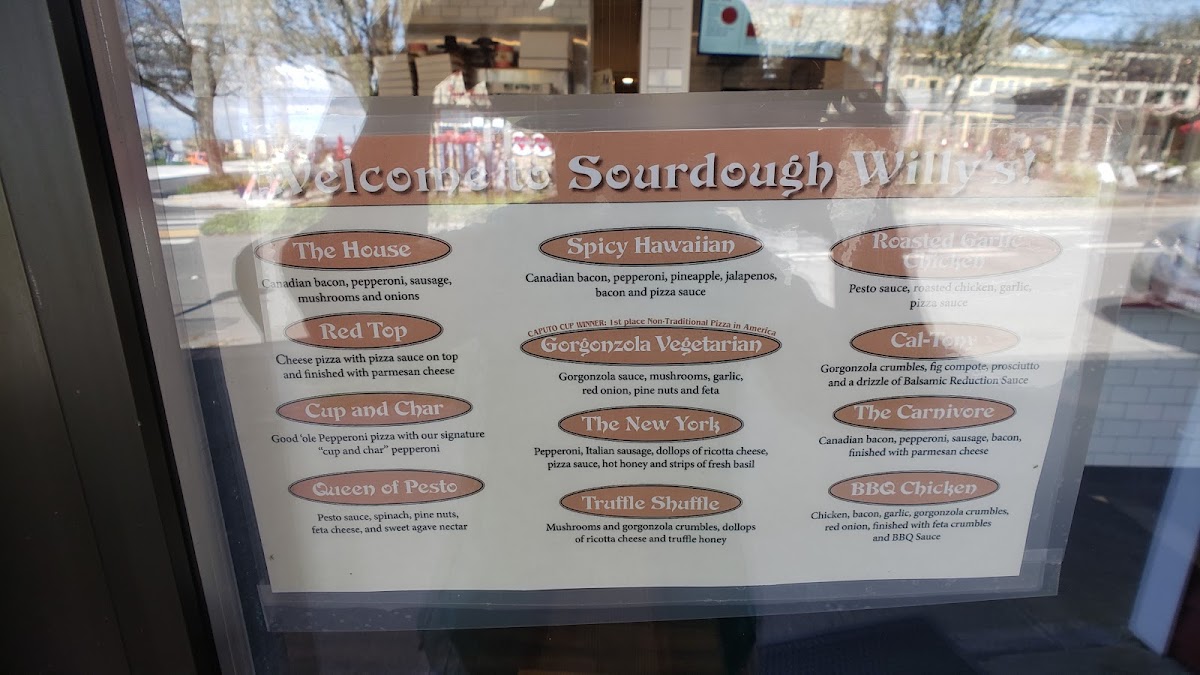 Welcome to Sourdough Willy's!
The House
Canadian bacon, pepperoni, sausage,
mushrooms and onions
Red Top
Cheese pizza with pizza sauce on top
and finished with parmesan cheese
Cup and Char
Good 'ole Pepperoni pizza with our signature
"cup and char" pepperoni
Queen of Pesto
Pesto sauce, spinach, pine nuts,
feta cheese, and sweet agave nectar
Spicy Hawaiian
Canadian bacon, pepperoni, pineapple, jalapenos,
bacon and pizza sauce
CAPUTO CUP WINNER: 1st place Non-Traditional Pizza in America
Gorgonzola Vegetarian
Gorgonzola sauce, mushrooms, garlic,
red onion, pine nuts and feta
The New York
Pepperoni, Italian sausage, dollops of ricotta cheese,
pizza sauce, hot honey and strips of fresh basil
Truffle Shuffle
Mushrooms and gorgonzola crumbles, dollops
of ricotta cheese and truffle honey
Roasted Garlic
Chicken
Pesto sauce, roasted chicken, garlic,
pizza sauce
Cal-Tony
Gorgonzola crumbles, fig compote, prosciutto
and a drizzle of Balsamic Reduction Sauce
The Carnivore
Canadian bacon, pepperoni, sausage, bacon,
finished with parmesan cheese
BBQ Chicken
Chicken, bacon, garlic, gorgonzola crumbles,
red onion, finished with feta crumbles
and BBQ Sauce